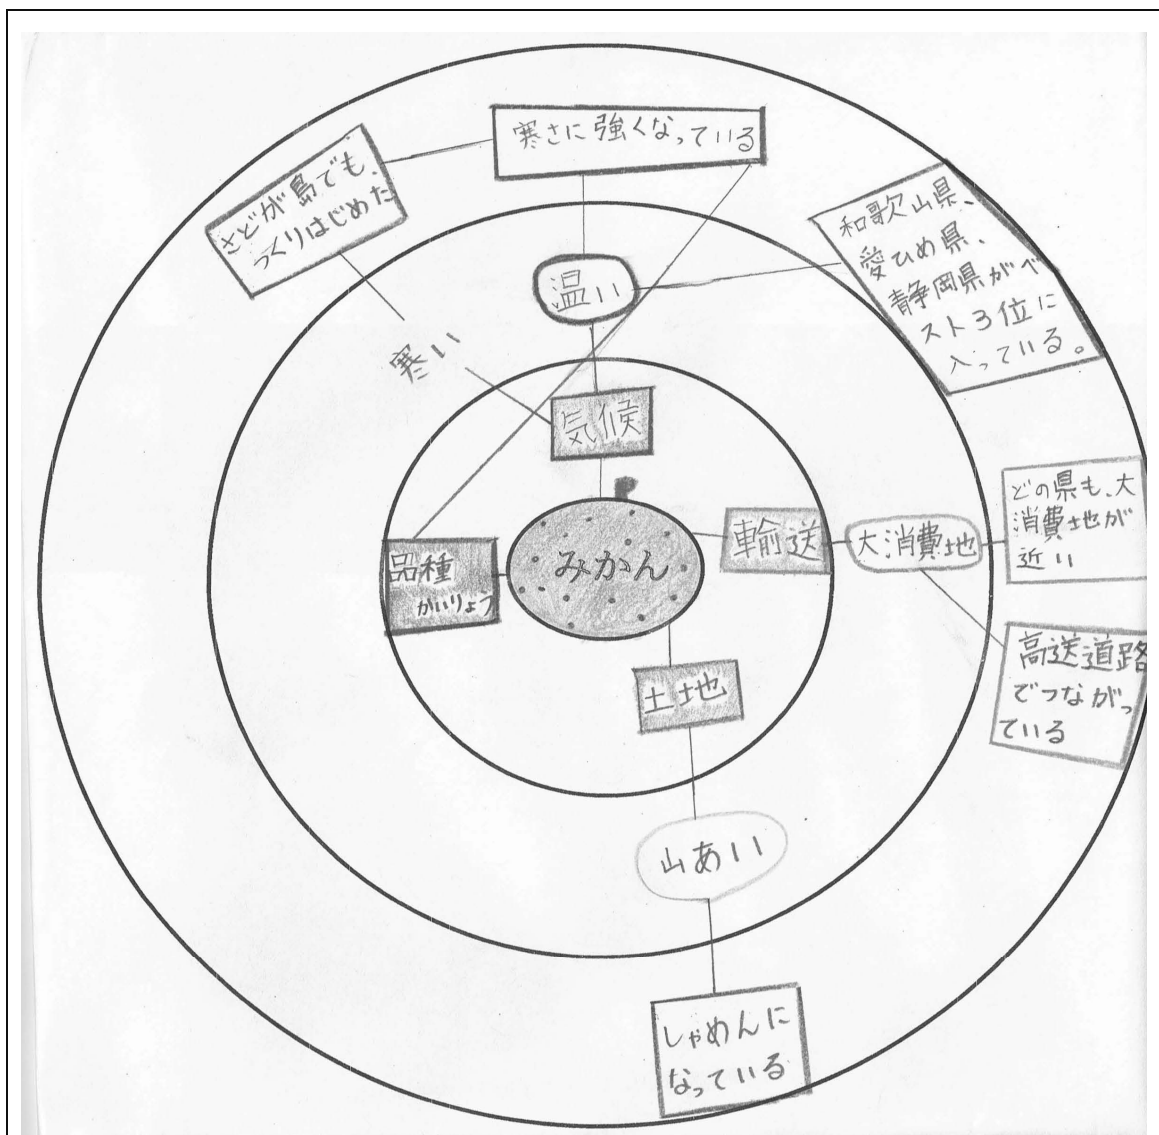 寒さに強くなっている
さどが島でも、
つくりはじめた
和歌山県、
愛ひめ県、
静岡県がベ
スト3位に
入っている。
温い
寒い
気候
どの県も、大
消費地が
近い
輸送
大消費地
みかん
品種
かいりょう
高送道路
でつながっ
ている
土地
山あい
しゃめんに
なっている